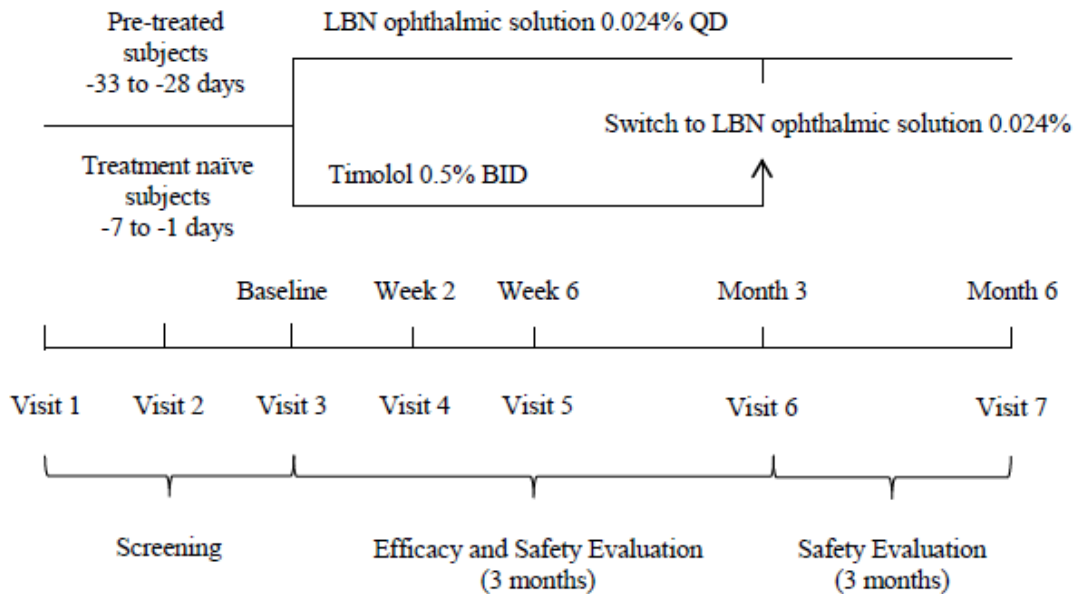 Pre-treated
subjects
-33 to -28 days
LBN ophthalmic solution 0.024% QD
Switch to LBN ophthalmic solution 0.024%
Treatment naïve
subjects
-7 to -1 days
Timolol 0.5% BID
Baseline Week 2 Week 6 Month 3 Month 6
Visit 1 Visit 2 Visit 3 Visit 4 Visit 5 Visit 6 Visit 7
Screening
Efficacy and Safety Evaluation
(3 months)
Safety Evaluation
(3 months)